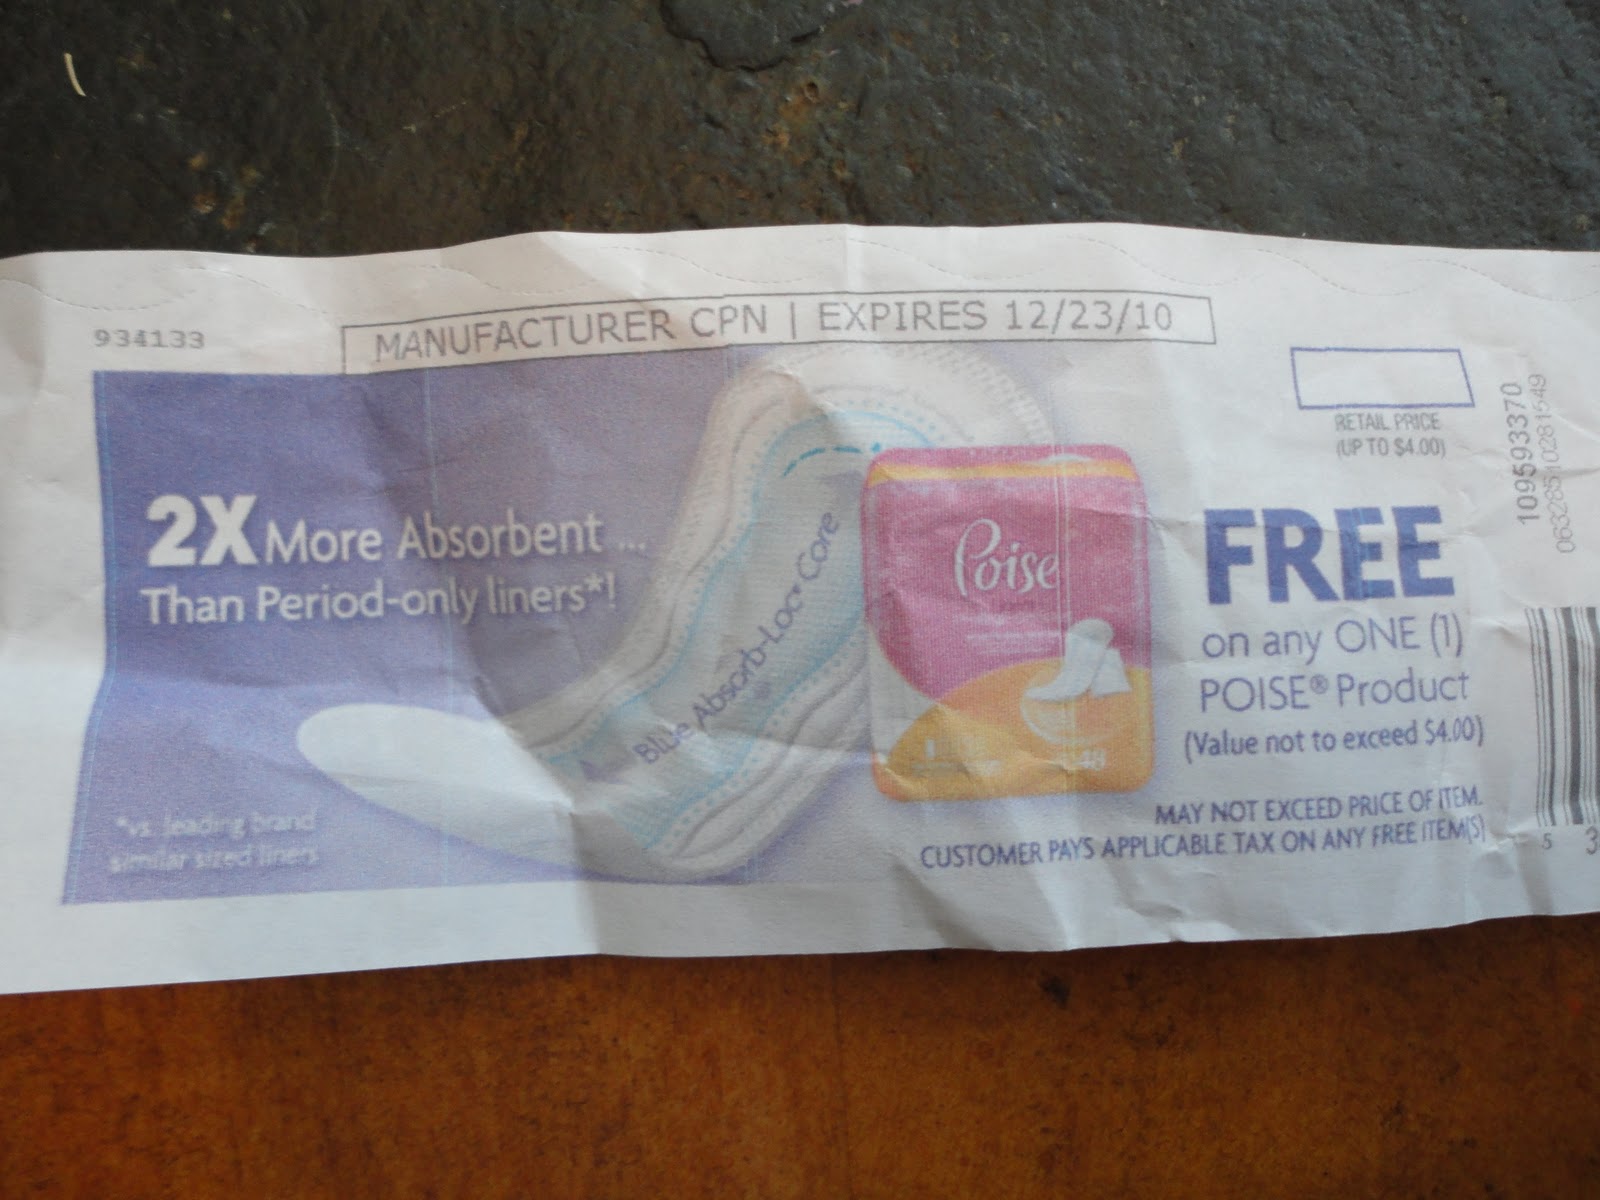 934133
MANUFACTURER CPN | EXPIRES 12/23/10
2X More Absorbent ...
Than Period-only liners*!
*vs. leading brand
similar sized liners
Blue Absorb-Loc® Core
Poise
48
RETAIL PRICE
(UP TO $4.00)
FREE
on any ONE (1)
POISE® Product
(Value not to exceed $4.00)
MAY NOT EXCEED PRICE OF ITEM.
CUSTOMER PAYS APPLICABLE TAX ON ANY FREE ITEM(S)
109593370
5 3